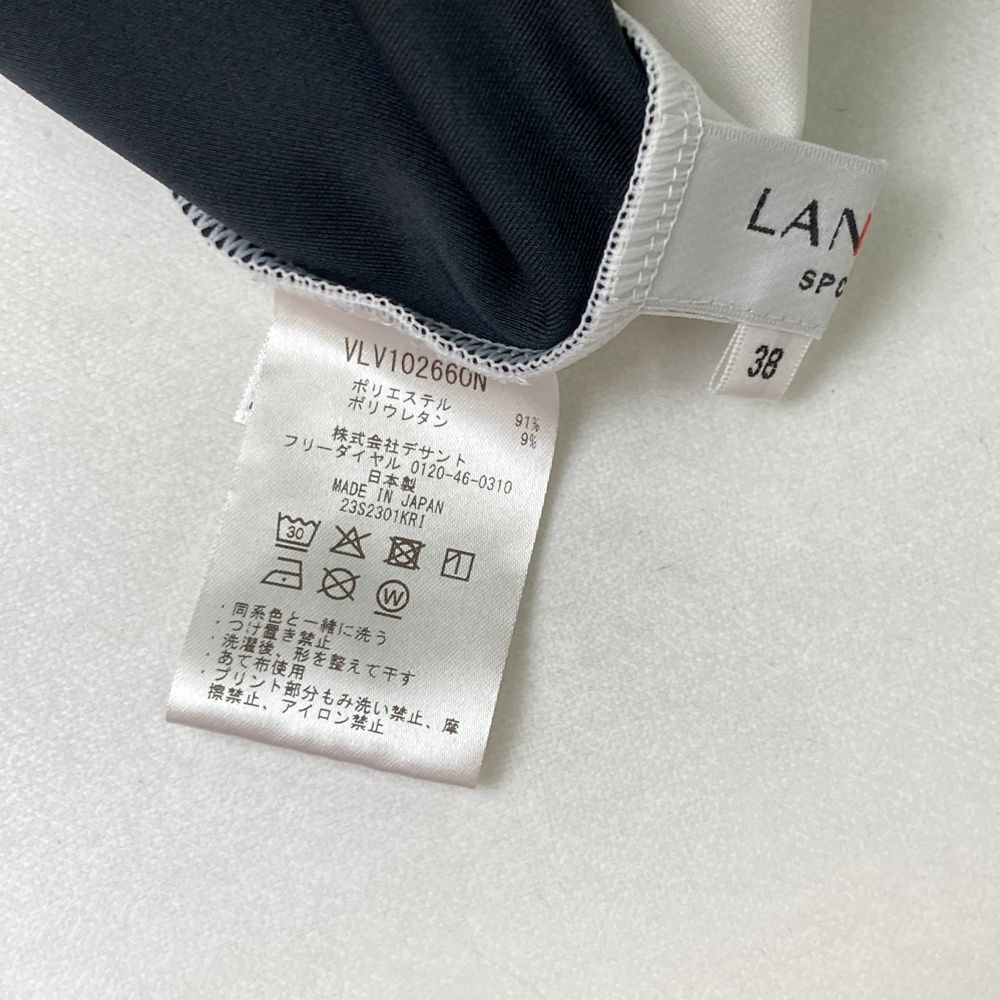 LAN
SPO
38
VLV102660N
ポリエステル 91%
ポリウレタン 9%
株式会社デサント
フリーダイヤル 0120-46-0310
日本製
MADE IN JAPAN
23S2301KRI
30
1
W
・同系色と一緒に洗う
・つけ置き禁止
・洗濯後、形を整えて干す
・あて布使用
・プリント部分もみ洗い禁止、摩
擦禁止、アイロン禁止